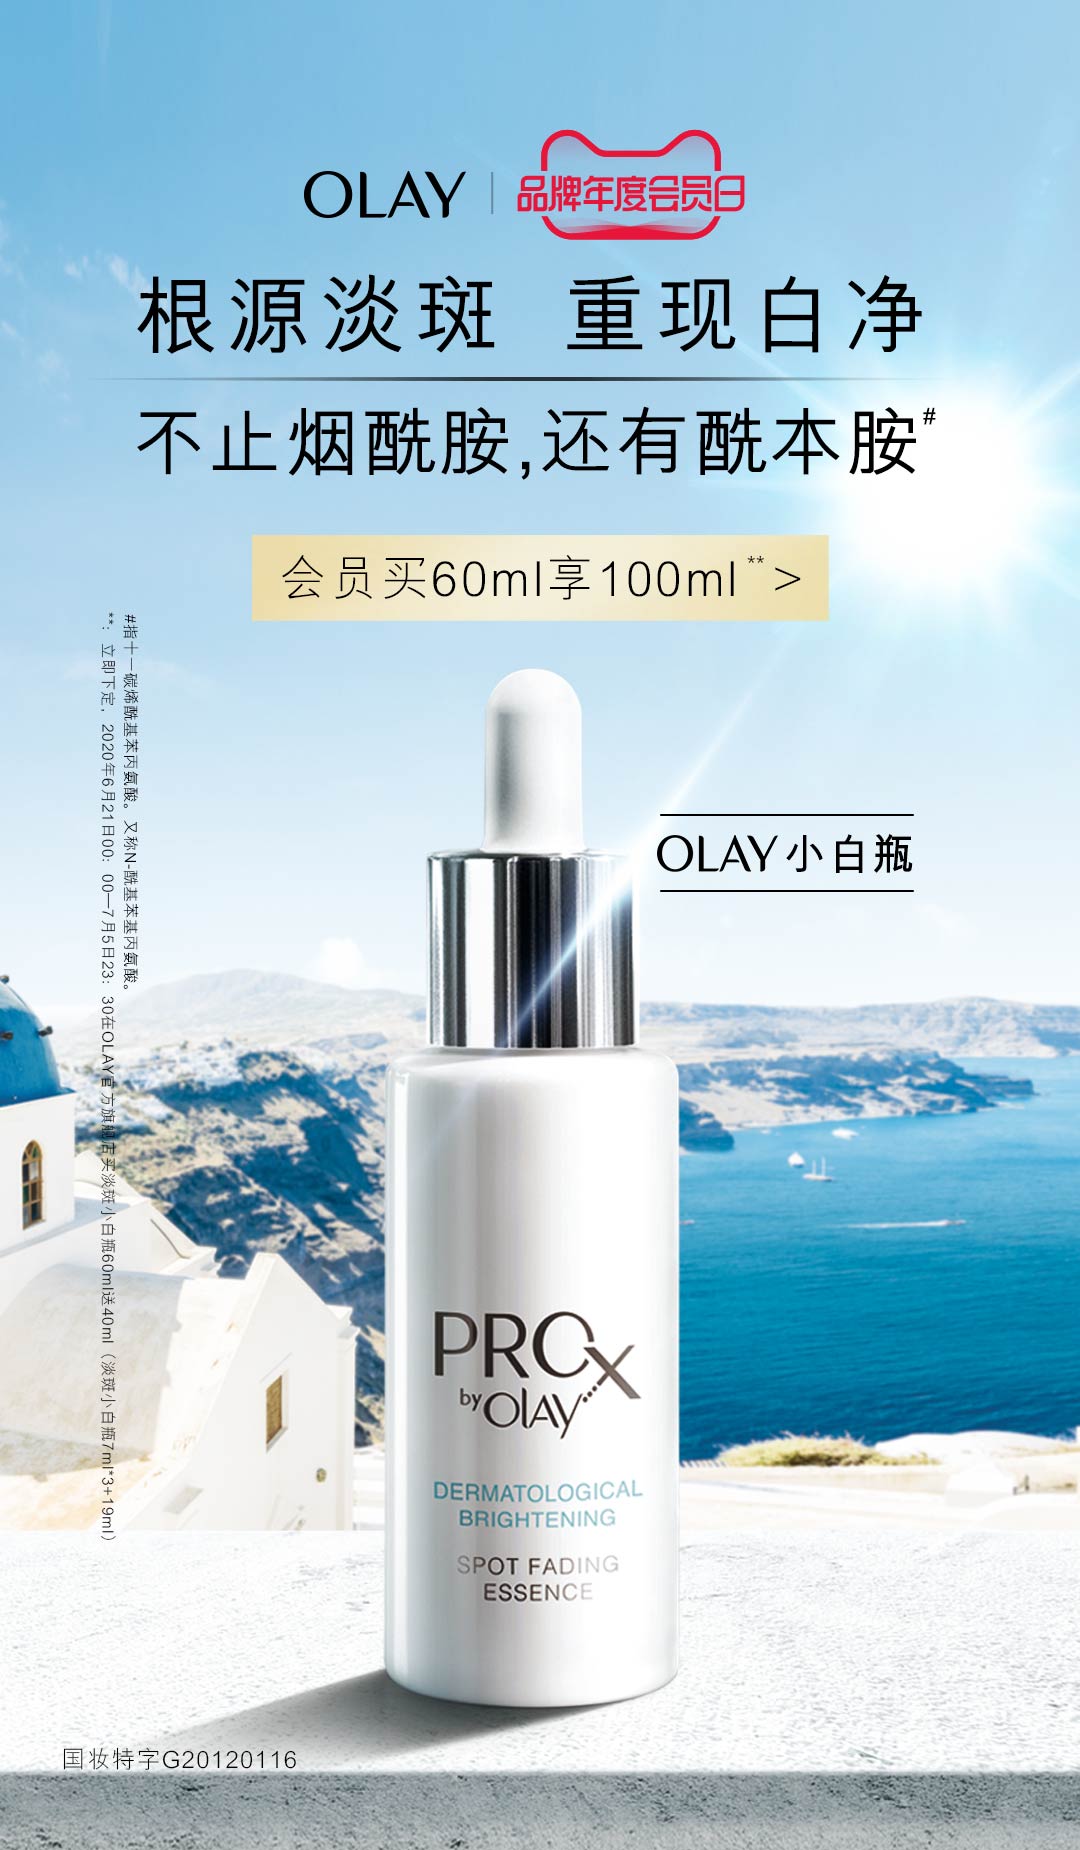 OLAY | 品牌年度会员日
根源淡斑 重现白净
不止烟酰胺,还有酰本胺#
会员买60ml享100ml** >
#指十一碳烯酰基苯丙氨酸。又称N-酰基苯基丙氨酸。
**: 立即下定，2020年6月21日00：00—7月5日23：30在OLAY官方旗舰店买淡斑小白瓶60ml送40ml（淡斑小白瓶7ml*3+19ml）
OLAY小白瓶
PROX
by Olay
DERMATOLOGICAL
BRIGHTENING
SPOT FADING
ESSENCE
国妆特字G20120116